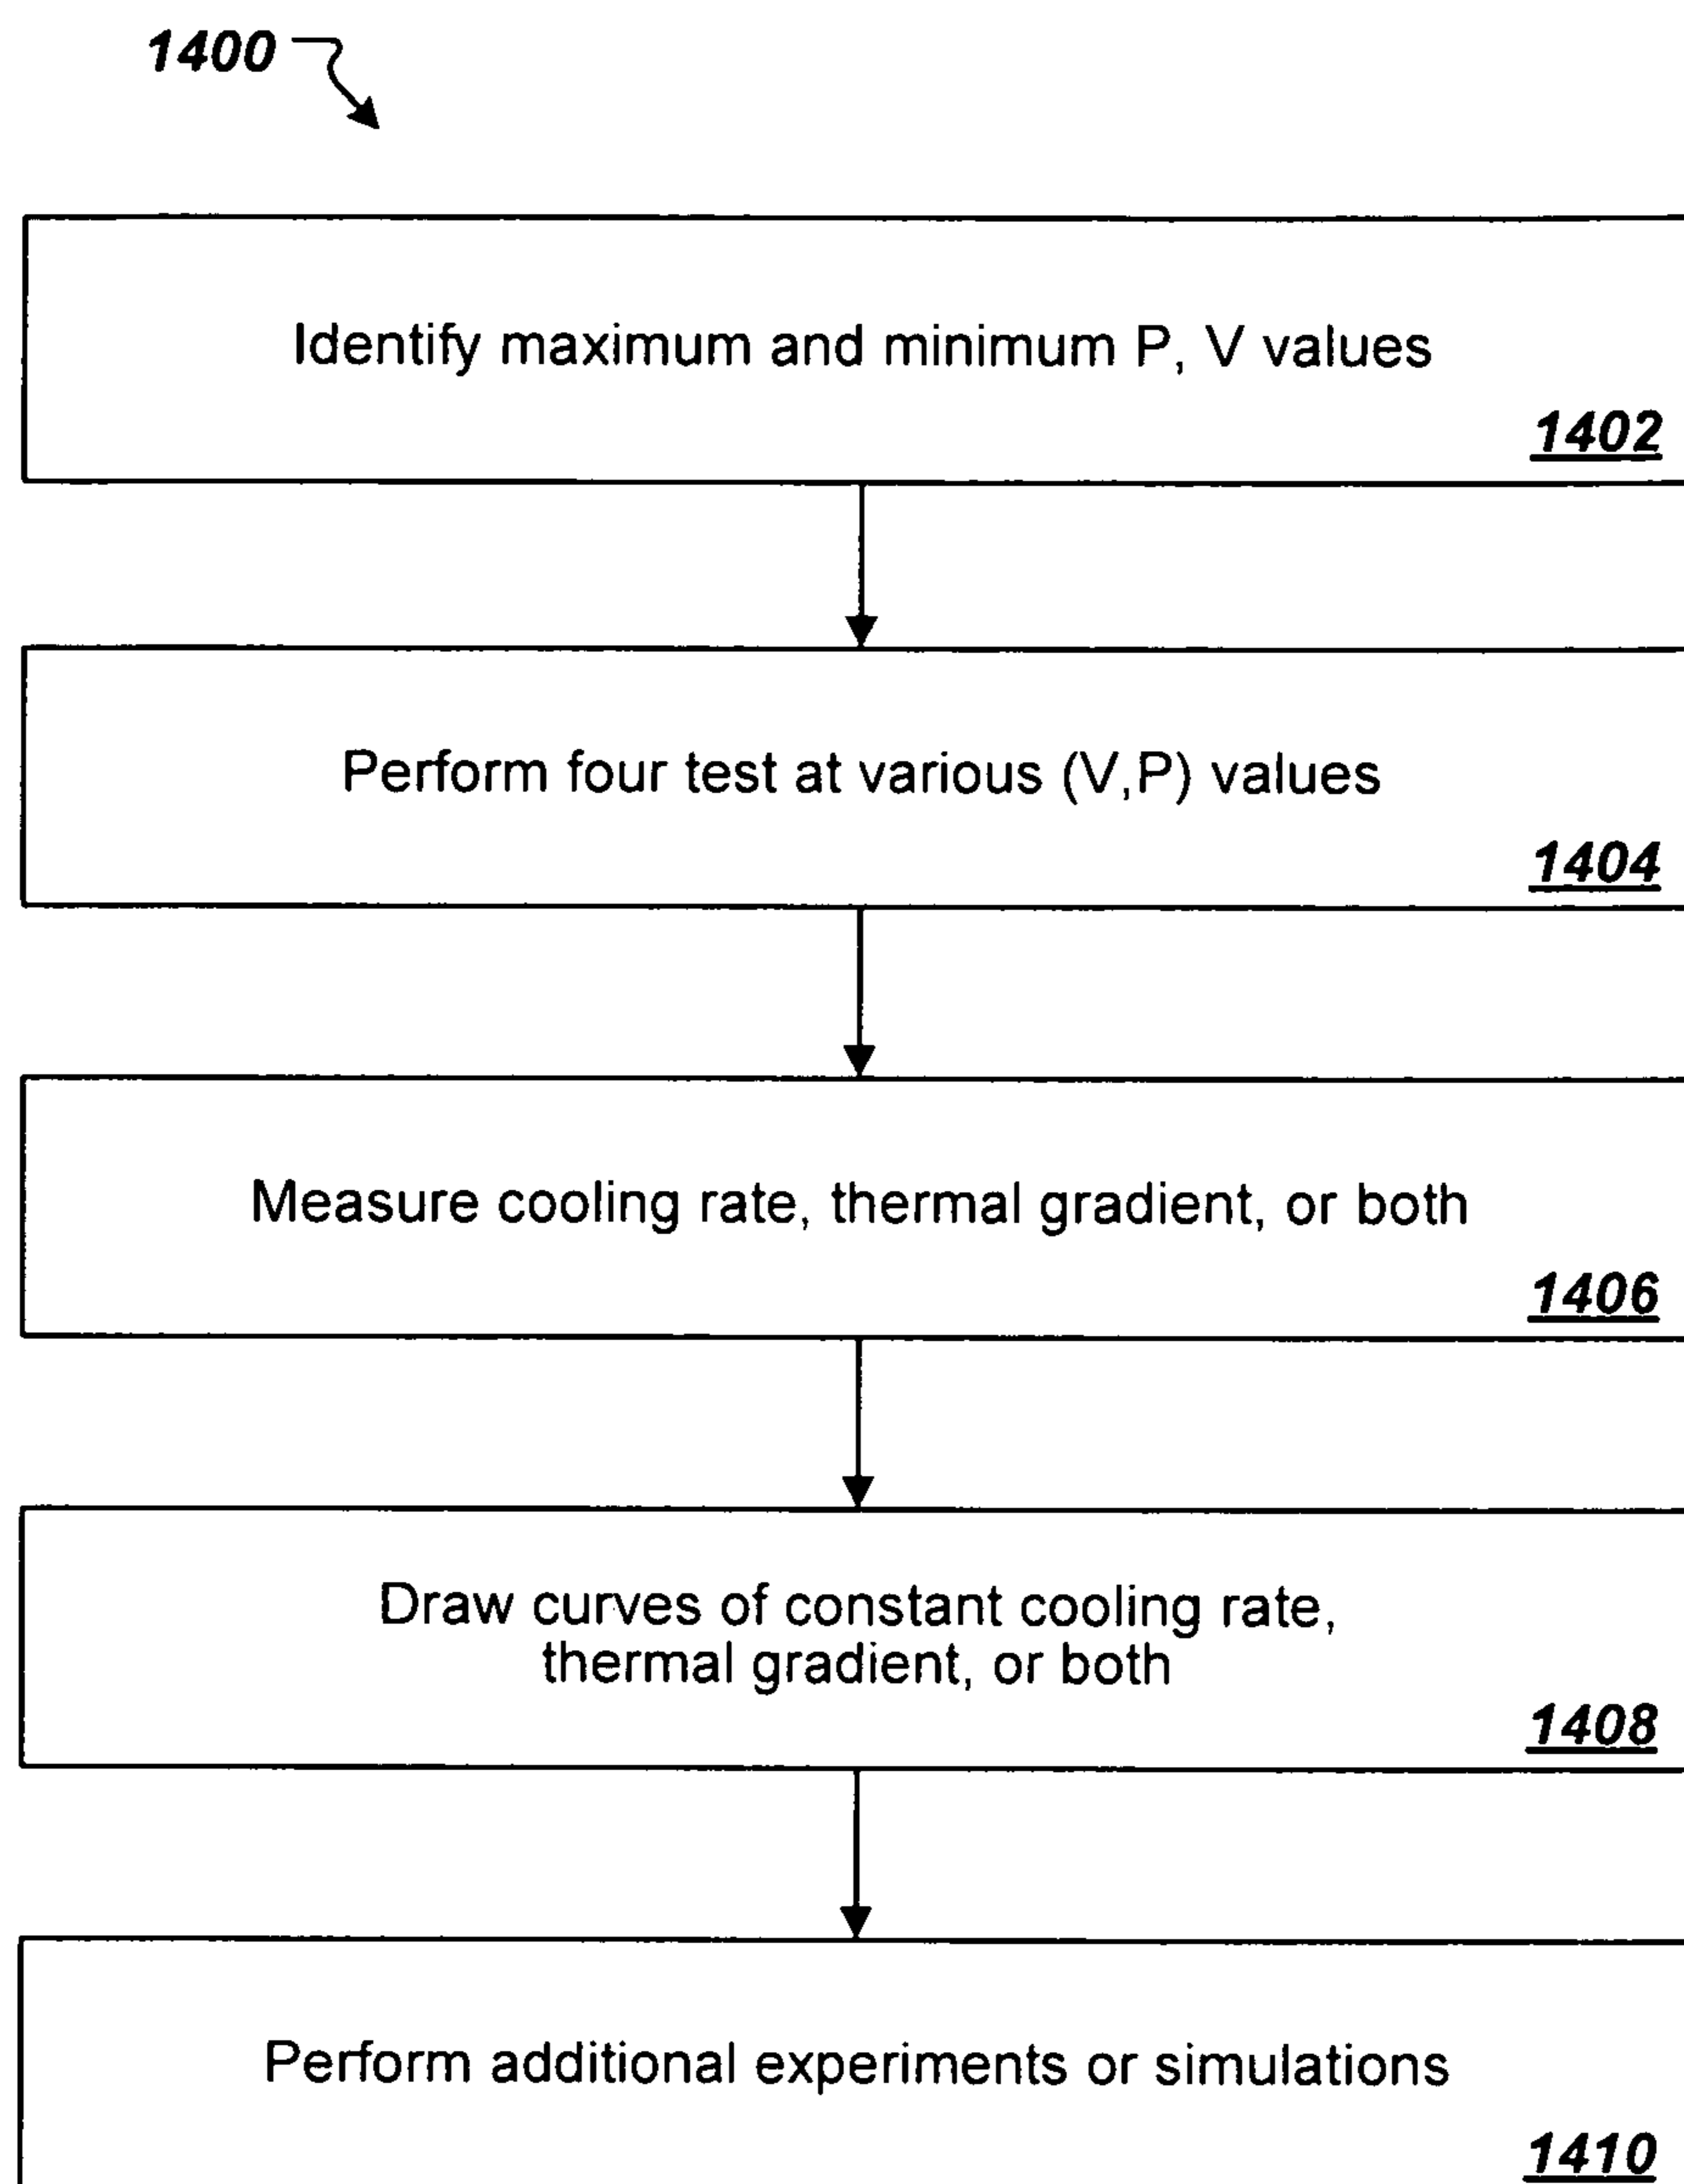 1400
Identify maximum and minimum P, V values
1402
Perform four test at various (V,P) values
1404
Measure cooling rate, thermal gradient, or both
1406
Draw curves of constant cooling rate,
thermal gradient, or both
1408
Perform additional experiments or simulations
1410